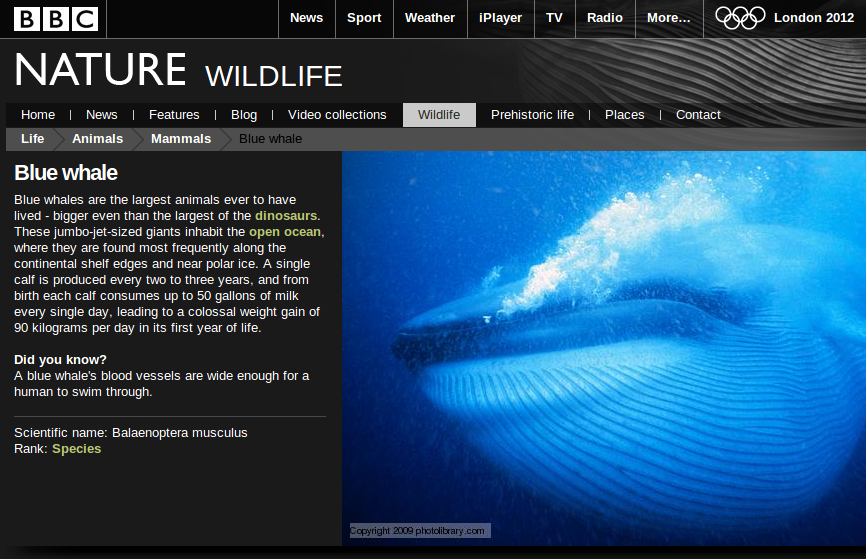 BBC News Sport Weather iPlayer TV Radio More... London 2012
NATURE WILDLIFE
Home News Features Blog Video collections Wildlife Prehistoric life Places Contact
Life Animals Mammals Blue whale
Blue whale
Blue whales are the largest animals ever to have
lived - bigger even than the largest of the dinosaurs.
These jumbo-jet-sized giants inhabit the open ocean,
where they are found most frequently along the
continental shelf edges and near polar ice. A single
calf is produced every two to three years, and from
birth each calf consumes up to 50 gallons of milk
every single day, leading to a colossal weight gain of
90 kilograms per day in its first year of life.
Did you know?
A blue whale's blood vessels are wide enough for a
human to swim through.
Scientific name: Balaenoptera musculus
Rank: Species
Copyright 2009 photolibrary.com